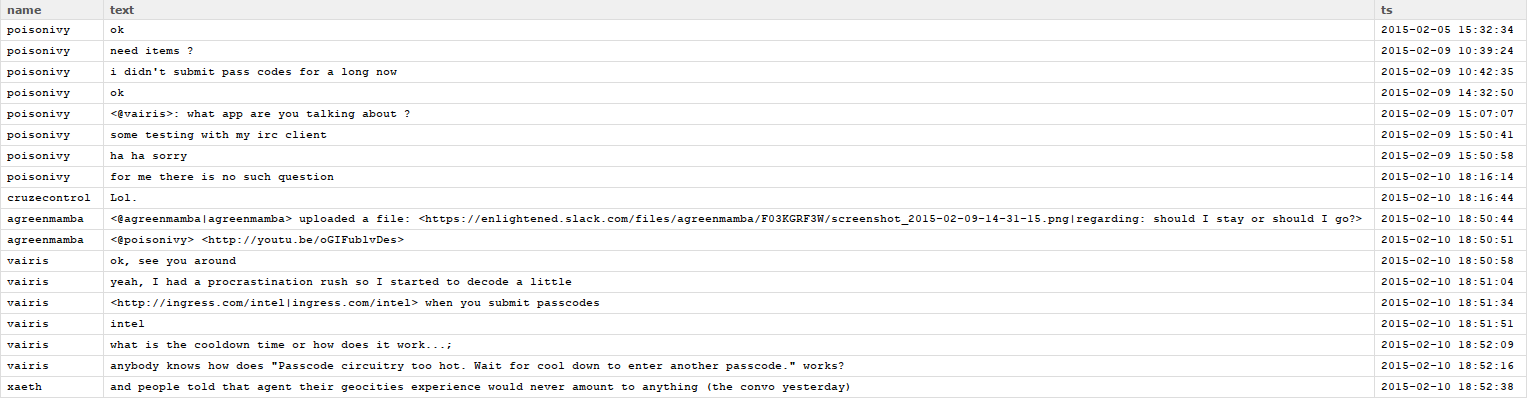 name text ts
poisonivy ok 2015-02-05 15:32:34
poisonivy need items ? 2015-02-09 10:39:24
poisonivy i didn't submit pass codes for a long now 2015-02-09 10:42:35
poisonivy ok 2015-02-09 14:32:50
poisonivy <@vairis>: what app are you talking about ? 2015-02-09 15:07:07
poisonivy some testing with my irc client 2015-02-09 15:50:41
poisonivy ha ha sorry 2015-02-09 15:50:58
poisonivy for me there is no such question 2015-02-10 18:16:14
cruzecontrol Lol. 2015-02-10 18:16:44
agreenmamba <@agreenmamba|agreenmamba> uploaded a file: <https://enlightened.slack.com/files/agreenmamba/F03KGRF3W/screenshot_2015-02-09-14-31-15.png|regarding: should I stay or should I go?> 2015-02-10 18:50:44
agreenmamba <@poisonivy> <http://youtu.be/oGIFublvDes> 2015-02-10 18:50:51
vairis ok, see you around 2015-02-10 18:50:58
vairis yeah, I had a procrastination rush so I started to decode a little 2015-02-10 18:51:04
vairis <http://ingress.com/intel|ingress.com/intel> when you submit passcodes 2015-02-10 18:51:34
vairis intel 2015-02-10 18:51:51
vairis what is the cooldown time or how does it work...; 2015-02-10 18:52:09
vairis anybody knows how does "Passcode circuitry too hot. Wait for cool down to enter another passcode." works? 2015-02-10 18:52:16
xaeth and people told that agent their geocities experience would never amount to anything (the convo yesterday) 2015-02-10 18:52:38